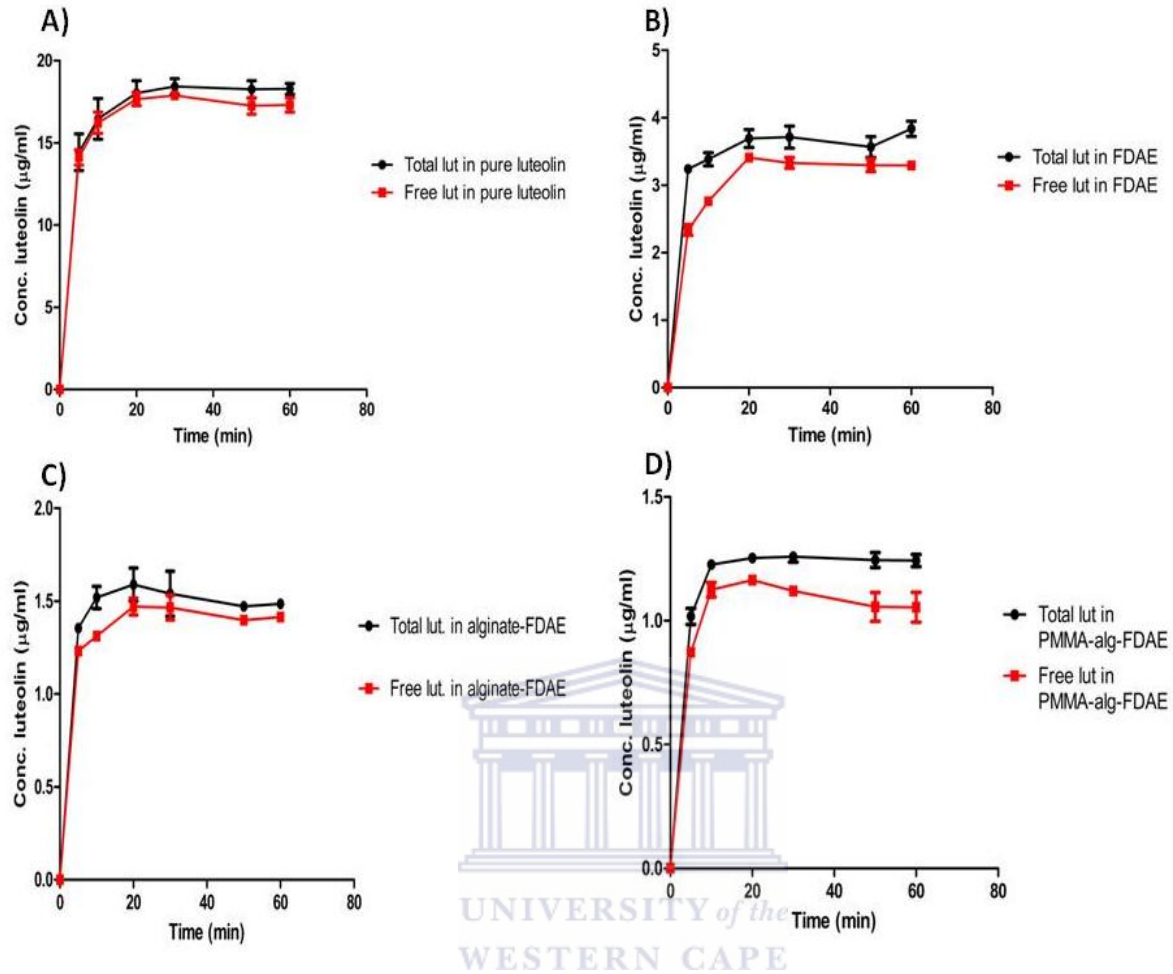 A)
20
15
10
5
0
Conc. luteolin (µg/ml)
0 20 40 60 80
Time (min)
Total lut in pure luteolin
Free lut in pure luteolin
B)
5
4
3
2
1
0
Conc. luteolin (µg/ml)
0 20 40 60 80
Time (min)
Total lut in FDAE
Free lut in FDAE
C)
2.0
1.5
1.0
0.5
0.0
Conc. luteolin (µg/ml)
0 20 40 60 80
Time (min)
Total lut. in alginate-FDAE
Free lut. in alginate-FDAE
D)
1.5
1.0
0.5
0.0
Conc. luteolin (µg/ml)
0 20 40 60 80
Time (min)
Total lut in
PMMA-alg-FDAE
Free lut in
PMMA-alg-FDAE
UNIVERSITY of the
WESTERN CAPE